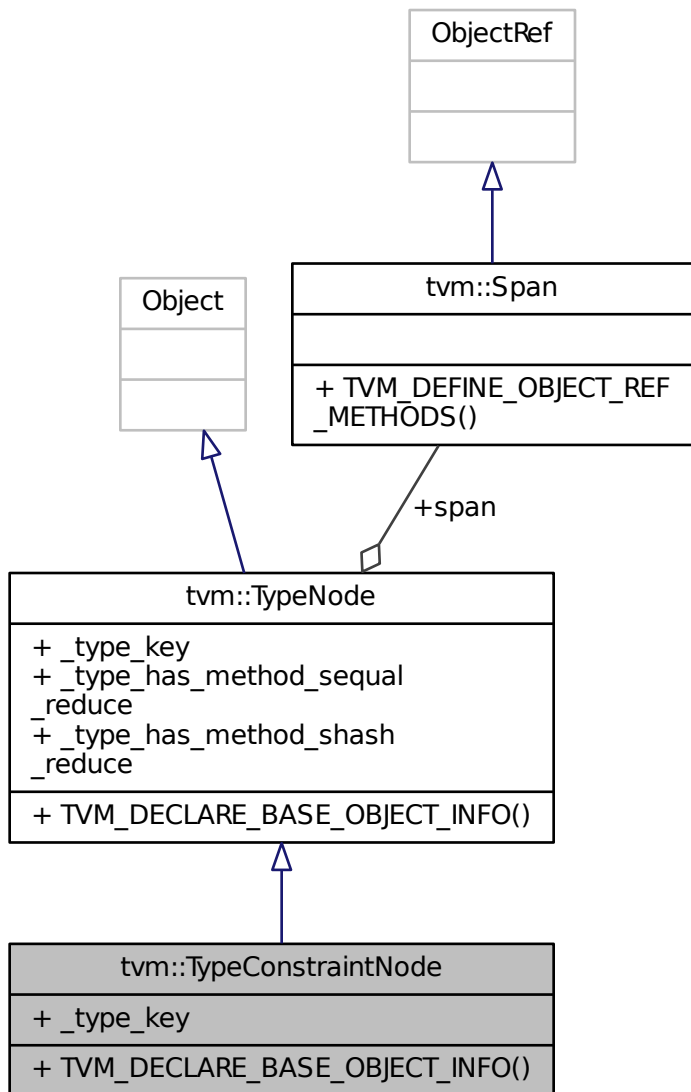 ObjectRef
tvm::Span
+ TVM_DEFINE_OBJECT_REF
_METHODS()
Object
+span
tvm::TypeNode
+ _type_key
+ _type_has_method_sequal
_reduce
+ _type_has_method_shash
_reduce
+ TVM_DECLARE_BASE_OBJECT_INFO()
tvm::TypeConstraintNode
+ _type_key
+ TVM_DECLARE_BASE_OBJECT_INFO()